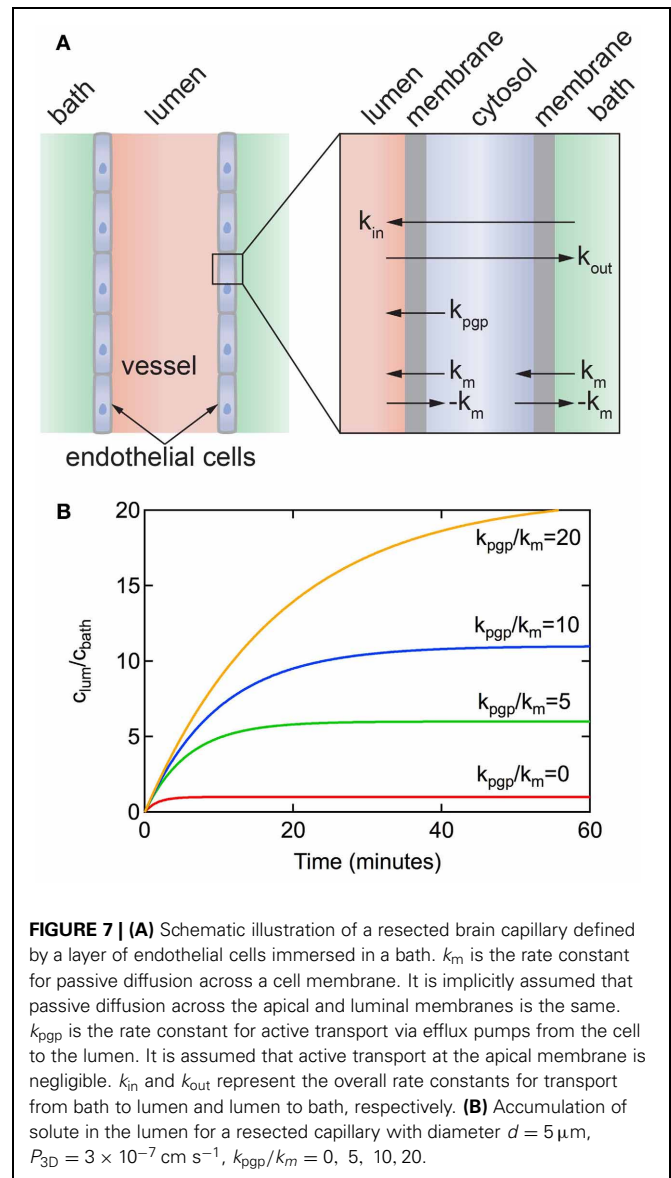 A
bath
lumen
lumen
membrane
cytosol
membrane
bath
k_in
k_out
k_pgp
k_m
k_m
-k_m
-k_m
vessel
endothelial cells
B
20
15
10
5
0
c_lum/c_bath
k_pgp/k_m=20
k_pgp/k_m=10
k_pgp/k_m=5
k_pgp/k_m=0
0
20
40
60
Time (minutes)
FIGURE 7 | (A) Schematic illustration of a resected brain capillary defined
by a layer of endothelial cells immersed in a bath. k_m is the rate constant
for passive diffusion across a cell membrane. It is implicitly assumed that
passive diffusion across the apical and luminal membranes is the same.
k_pgp is the rate constant for active transport via efflux pumps from the cell
to the lumen. It is assumed that active transport at the apical membrane is
negligible. k_in and k_out represent the overall rate constants for transport
from bath to lumen and lumen to bath, respectively. (B) Accumulation of
solute in the lumen for a resected capillary with diameter d = 5 μm,
P_3D = 3 × 10⁻⁷ cm s⁻¹, k_pgp/k_m = 0, 5, 10, 20.